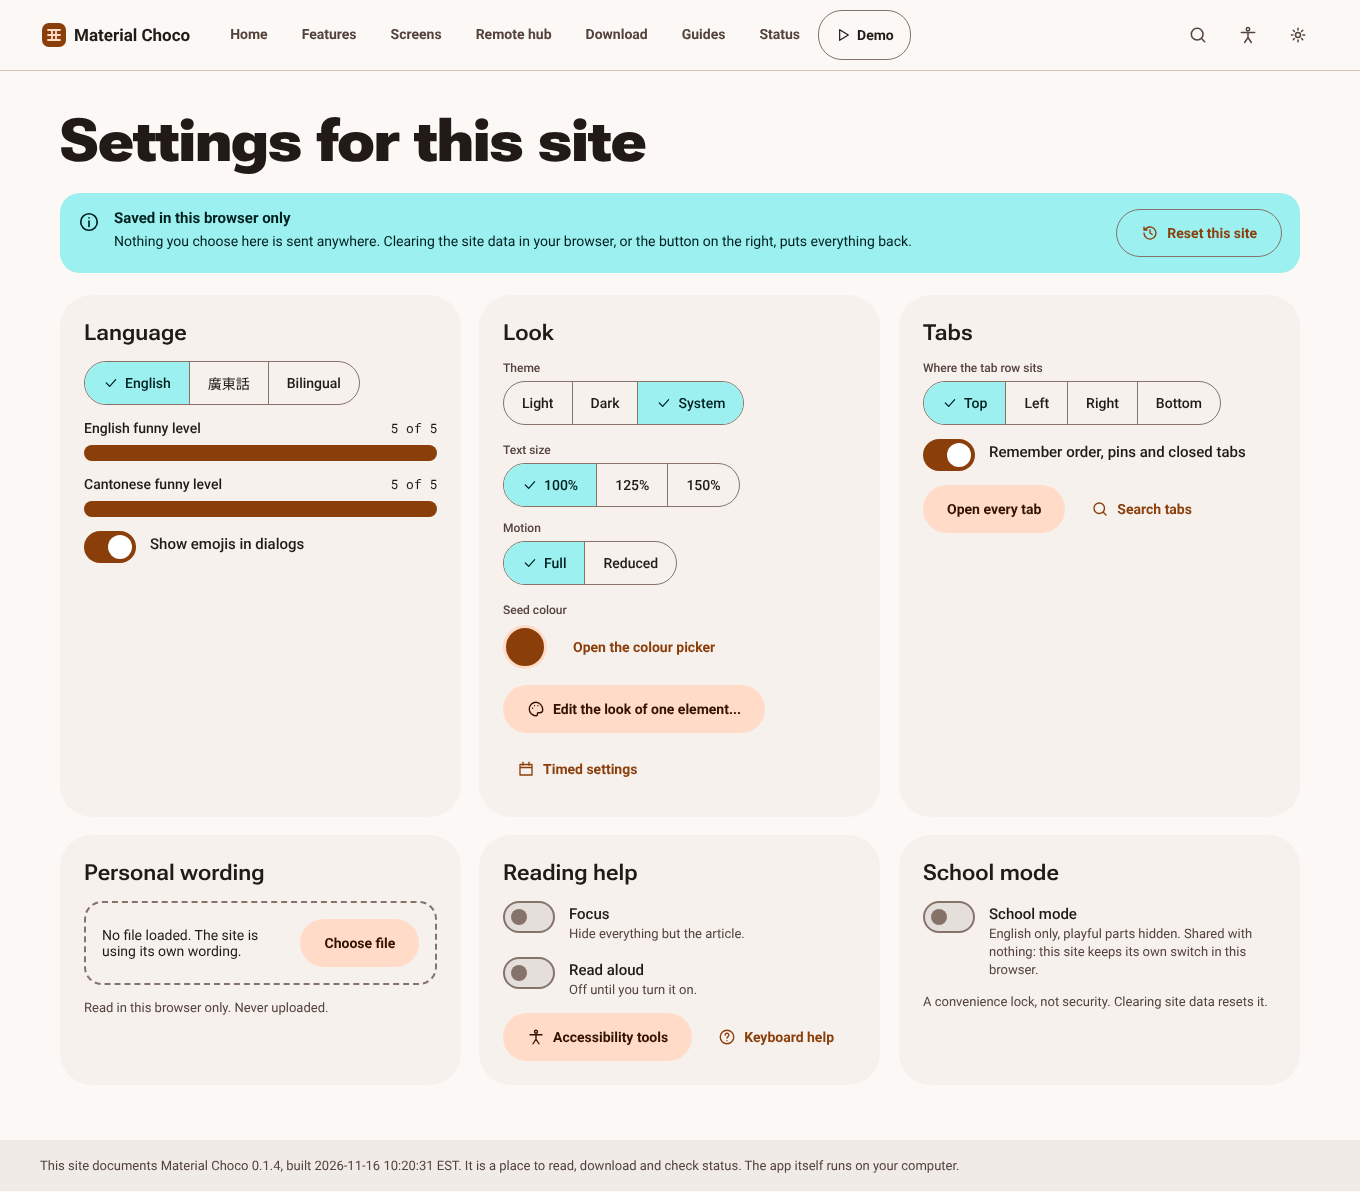 Material Choco
Home
Features
Screens
Remote hub
Download
Guides
Status
Demo
Settings for this site
Saved in this browser only
Nothing you choose here is sent anywhere. Clearing the site data in your browser, or the button on the right, puts everything back.
Reset this site
Language
English
廣東話
Bilingual
English funny level
5 of 5
Cantonese funny level
5 of 5
Show emojis in dialogs
Look
Theme
Light
Dark
System
Text size
100%
125%
150%
Motion
Full
Reduced
Seed colour
Open the colour picker
Edit the look of one element...
Timed settings
Tabs
Where the tab row sits
Top
Left
Right
Bottom
Remember order, pins and closed tabs
Open every tab
Search tabs
Personal wording
No file loaded. The site is
using its own wording.
Choose file
Read in this browser only. Never uploaded.
Reading help
Focus
Hide everything but the article.
Read aloud
Off until you turn it on.
Accessibility tools
Keyboard help
School mode
School mode
English only, playful parts hidden. Shared with
nothing: this site keeps its own switch in this
browser.
A convenience lock, not security. Clearing site data resets it.
This site documents Material Choco 0.1.4, built 2026-11-16 10:20:31 EST. It is a place to read, download and check status. The app itself runs on your computer.